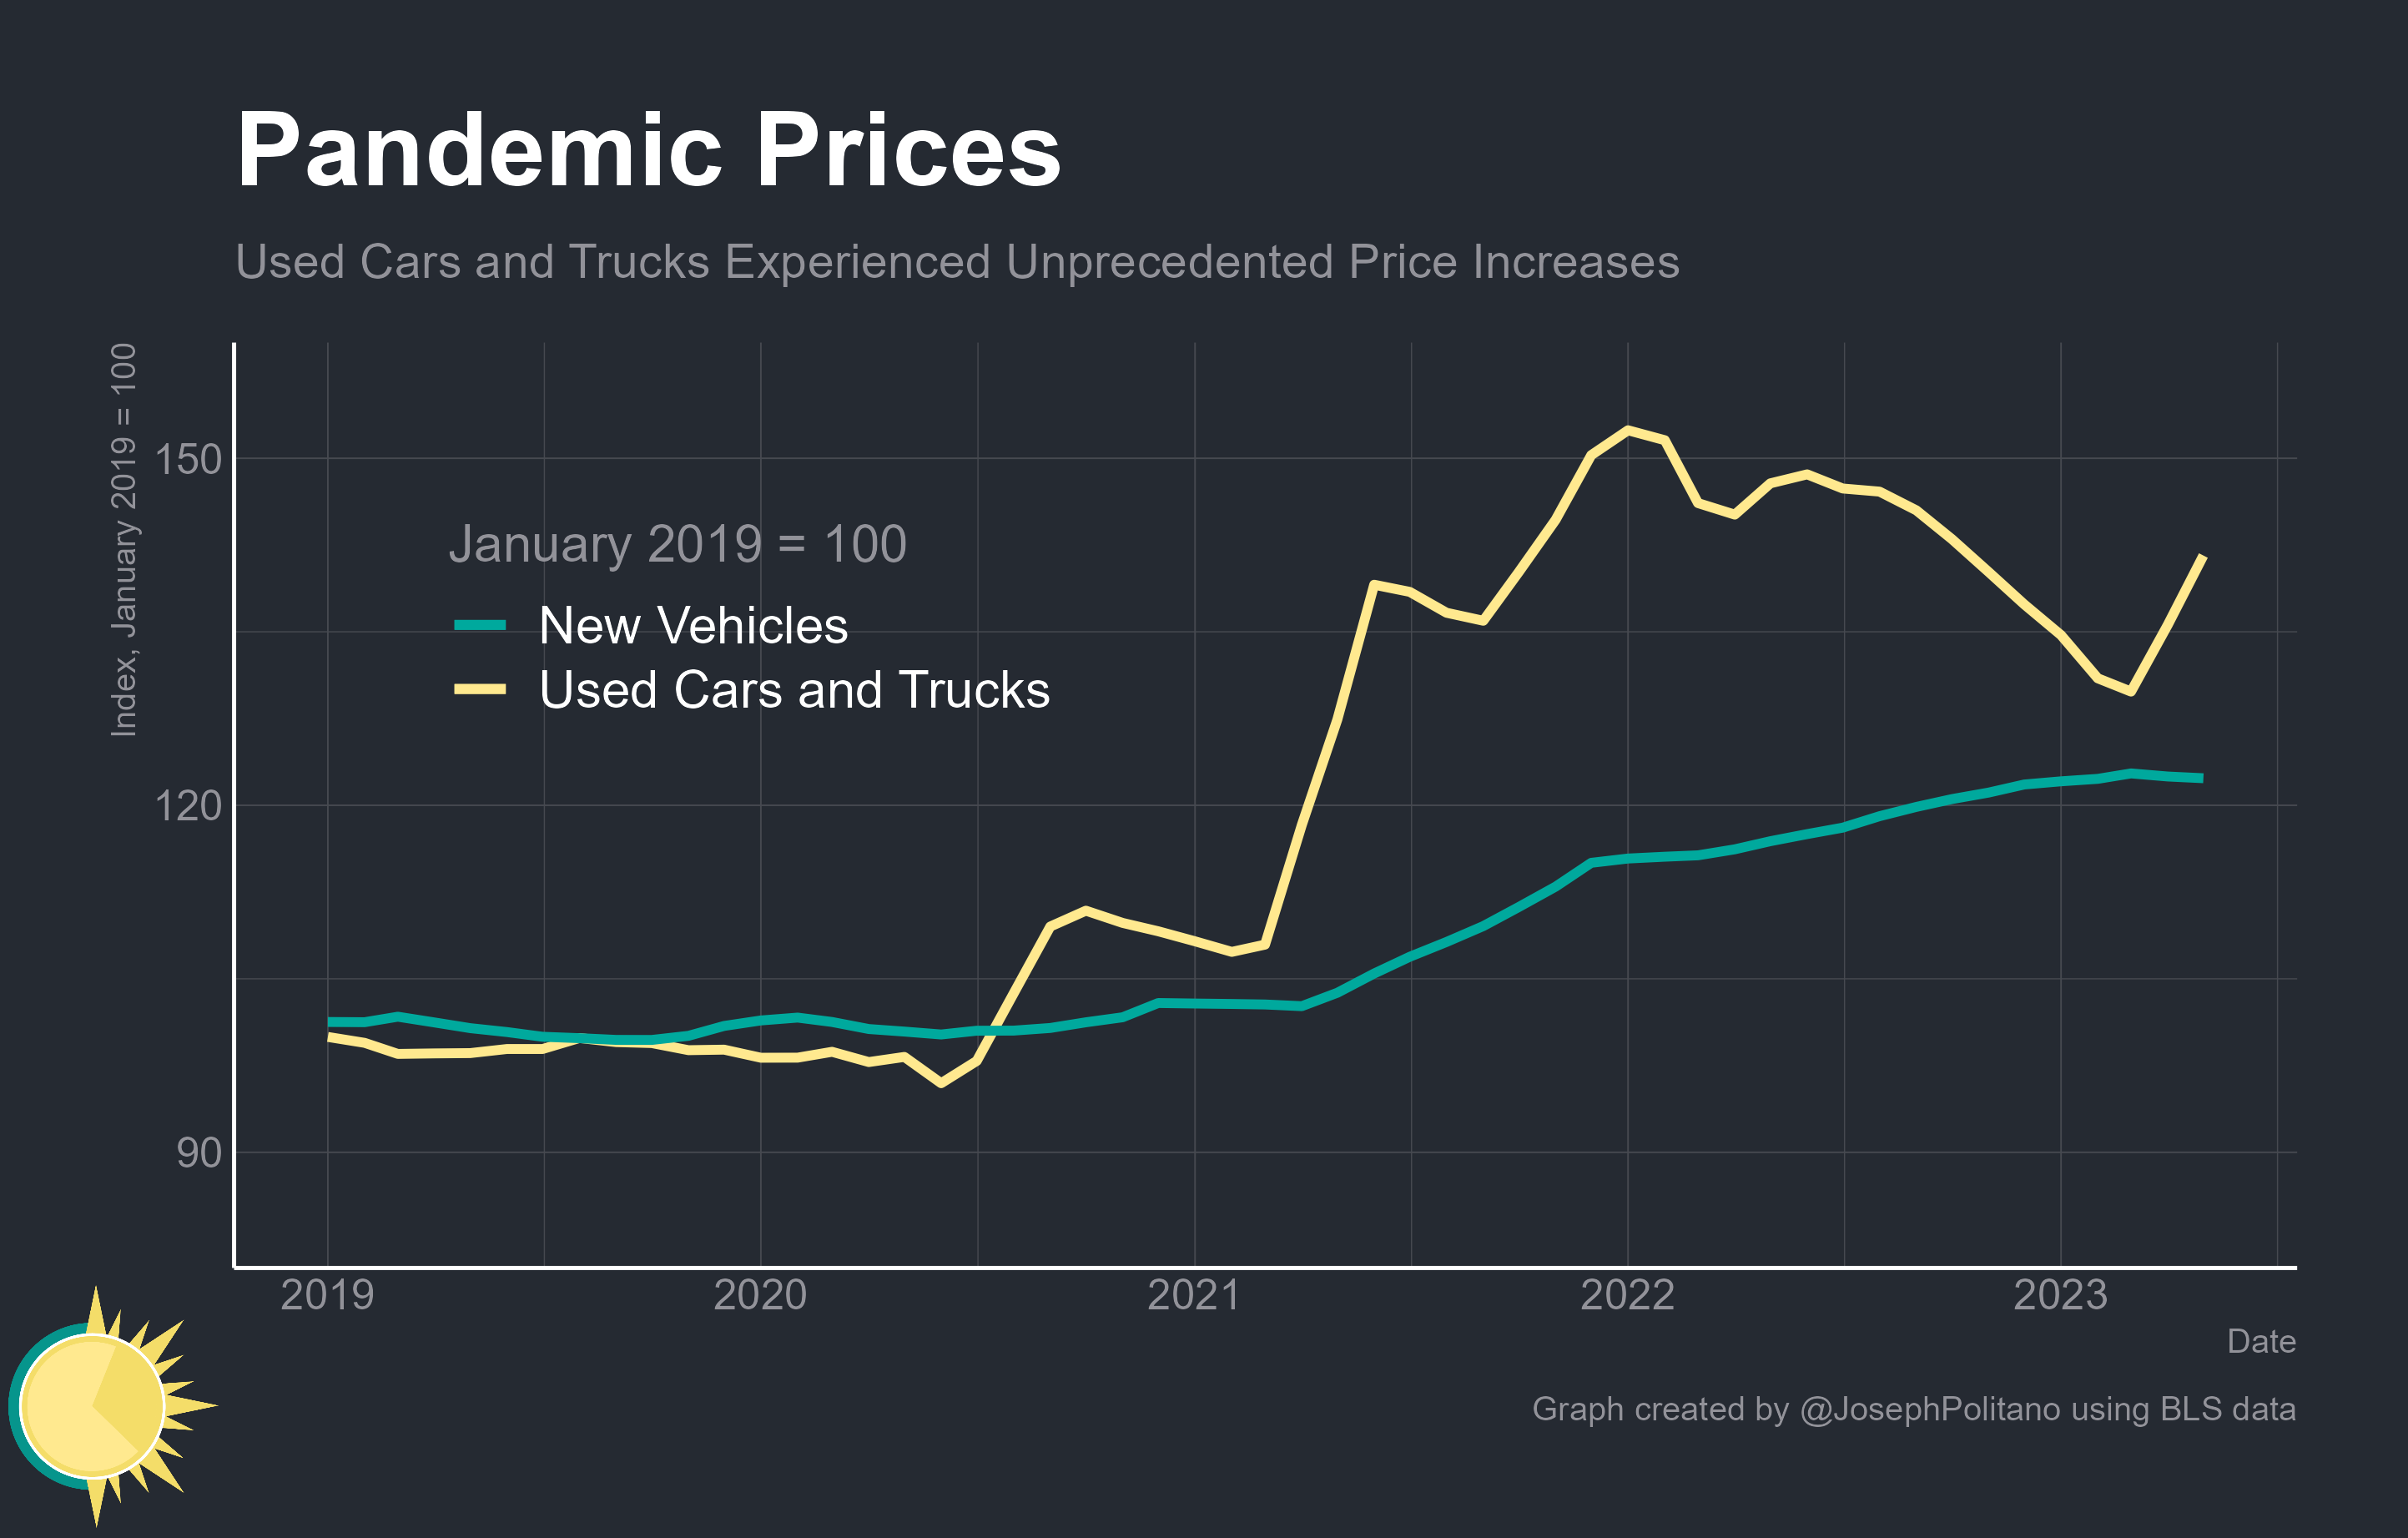 Pandemic Prices
Used Cars and Trucks Experienced Unprecedented Price Increases
Index, January 2019 = 100
150
120
90
January 2019 = 100
New Vehicles
Used Cars and Trucks
2019
2020
2021
2022
2023
Date
Graph created by @JosephPolitano using BLS data